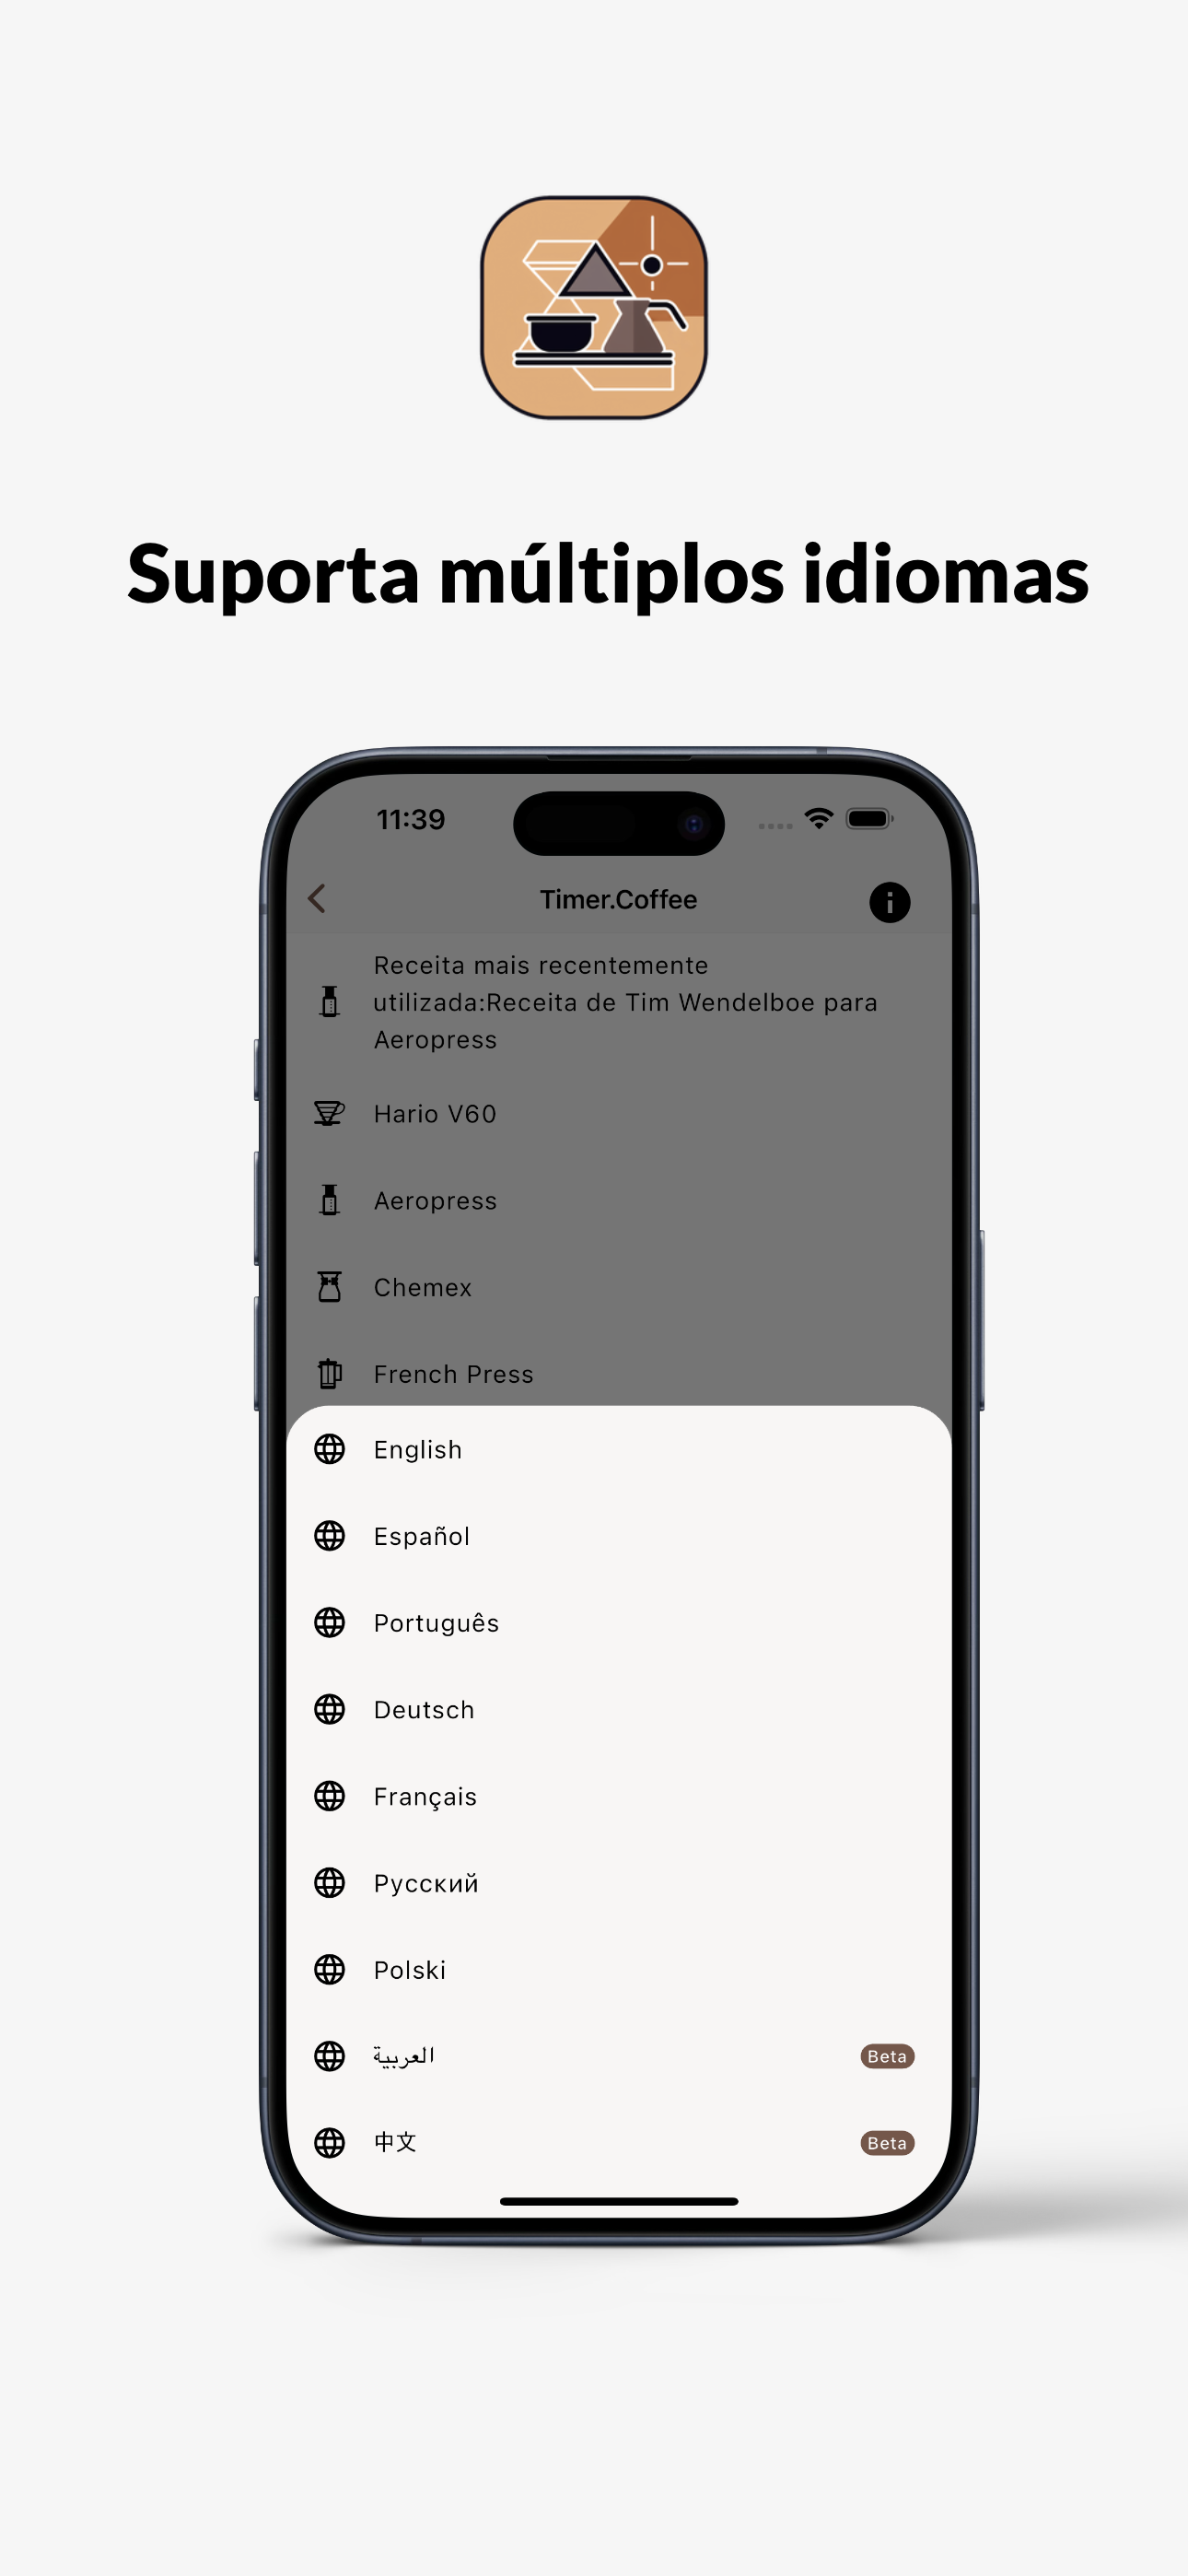 Suporta múltiplos idiomas
11:39
Timer.Coffee
Receita mais recentemente
utilizada:Receita de Tim Wendelboe para
Aeropress
Hario V60
Aeropress
Chemex
French Press
English
Español
Português
Deutsch
Français
Русский
Polski
العربية Beta
中文 Beta